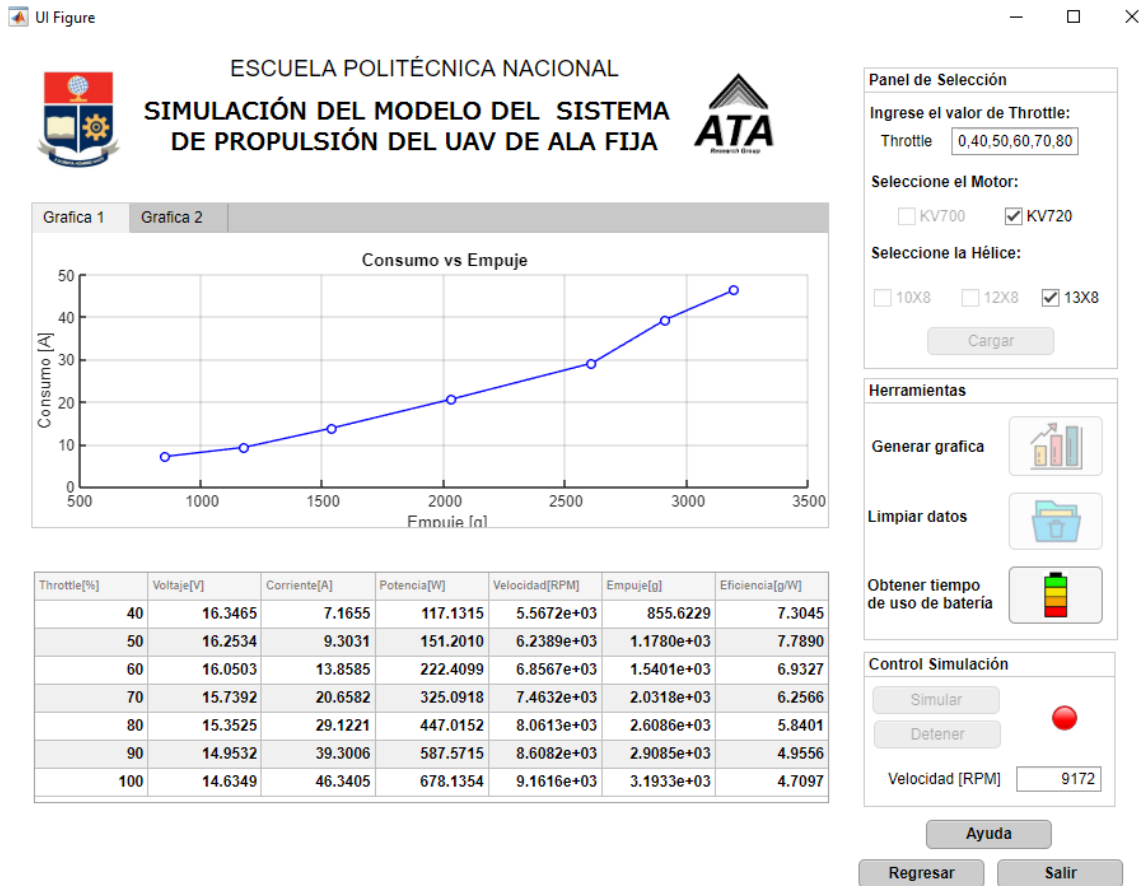 UI Figure
ESCUELA POLITÉCNICA NACIONAL
SIMULACIÓN DEL MODELO DEL SISTEMA
DE PROPULSIÓN DEL UAV DE ALA FIJA
ATA
Research Group
Grafica 1 Grafica 2
Consumo vs Empuje
Consumo [A]
50
40
30
20
10
0
500 1000 1500 2000 2500 3000 3500
Empuje [g]
Throttle[%] Voltaje[V] Corriente[A] Potencia[W] Velocidad[RPM] Empuje[g] Eficiencia[g/W]
40 16.3465 7.1655 117.1315 5.5672e+03 855.6229 7.3045
50 16.2534 9.3031 151.2010 6.2389e+03 1.1780e+03 7.7890
60 16.0503 13.8585 222.4099 6.8567e+03 1.5401e+03 6.9327
70 15.7392 20.6582 325.0918 7.4632e+03 2.0318e+03 6.2566
80 15.3525 29.1221 447.0152 8.0613e+03 2.6086e+03 5.8401
90 14.9532 39.3006 587.5715 8.6082e+03 2.9085e+03 4.9556
100 14.6349 46.3405 678.1354 9.1616e+03 3.1933e+03 4.7097
Panel de Selección
Ingrese el valor de Throttle:
Throttle 0,40,50,60,70,80
Seleccione el Motor:
KV700 KV720
Seleccione la Hélice:
10X8 12X8 13X8
Cargar
Herramientas
Generar grafica
Limpiar datos
Obtener tiempo
de uso de batería
Control Simulación
Simular
Detener
Velocidad [RPM] 9172
Ayuda
Regresar Salir